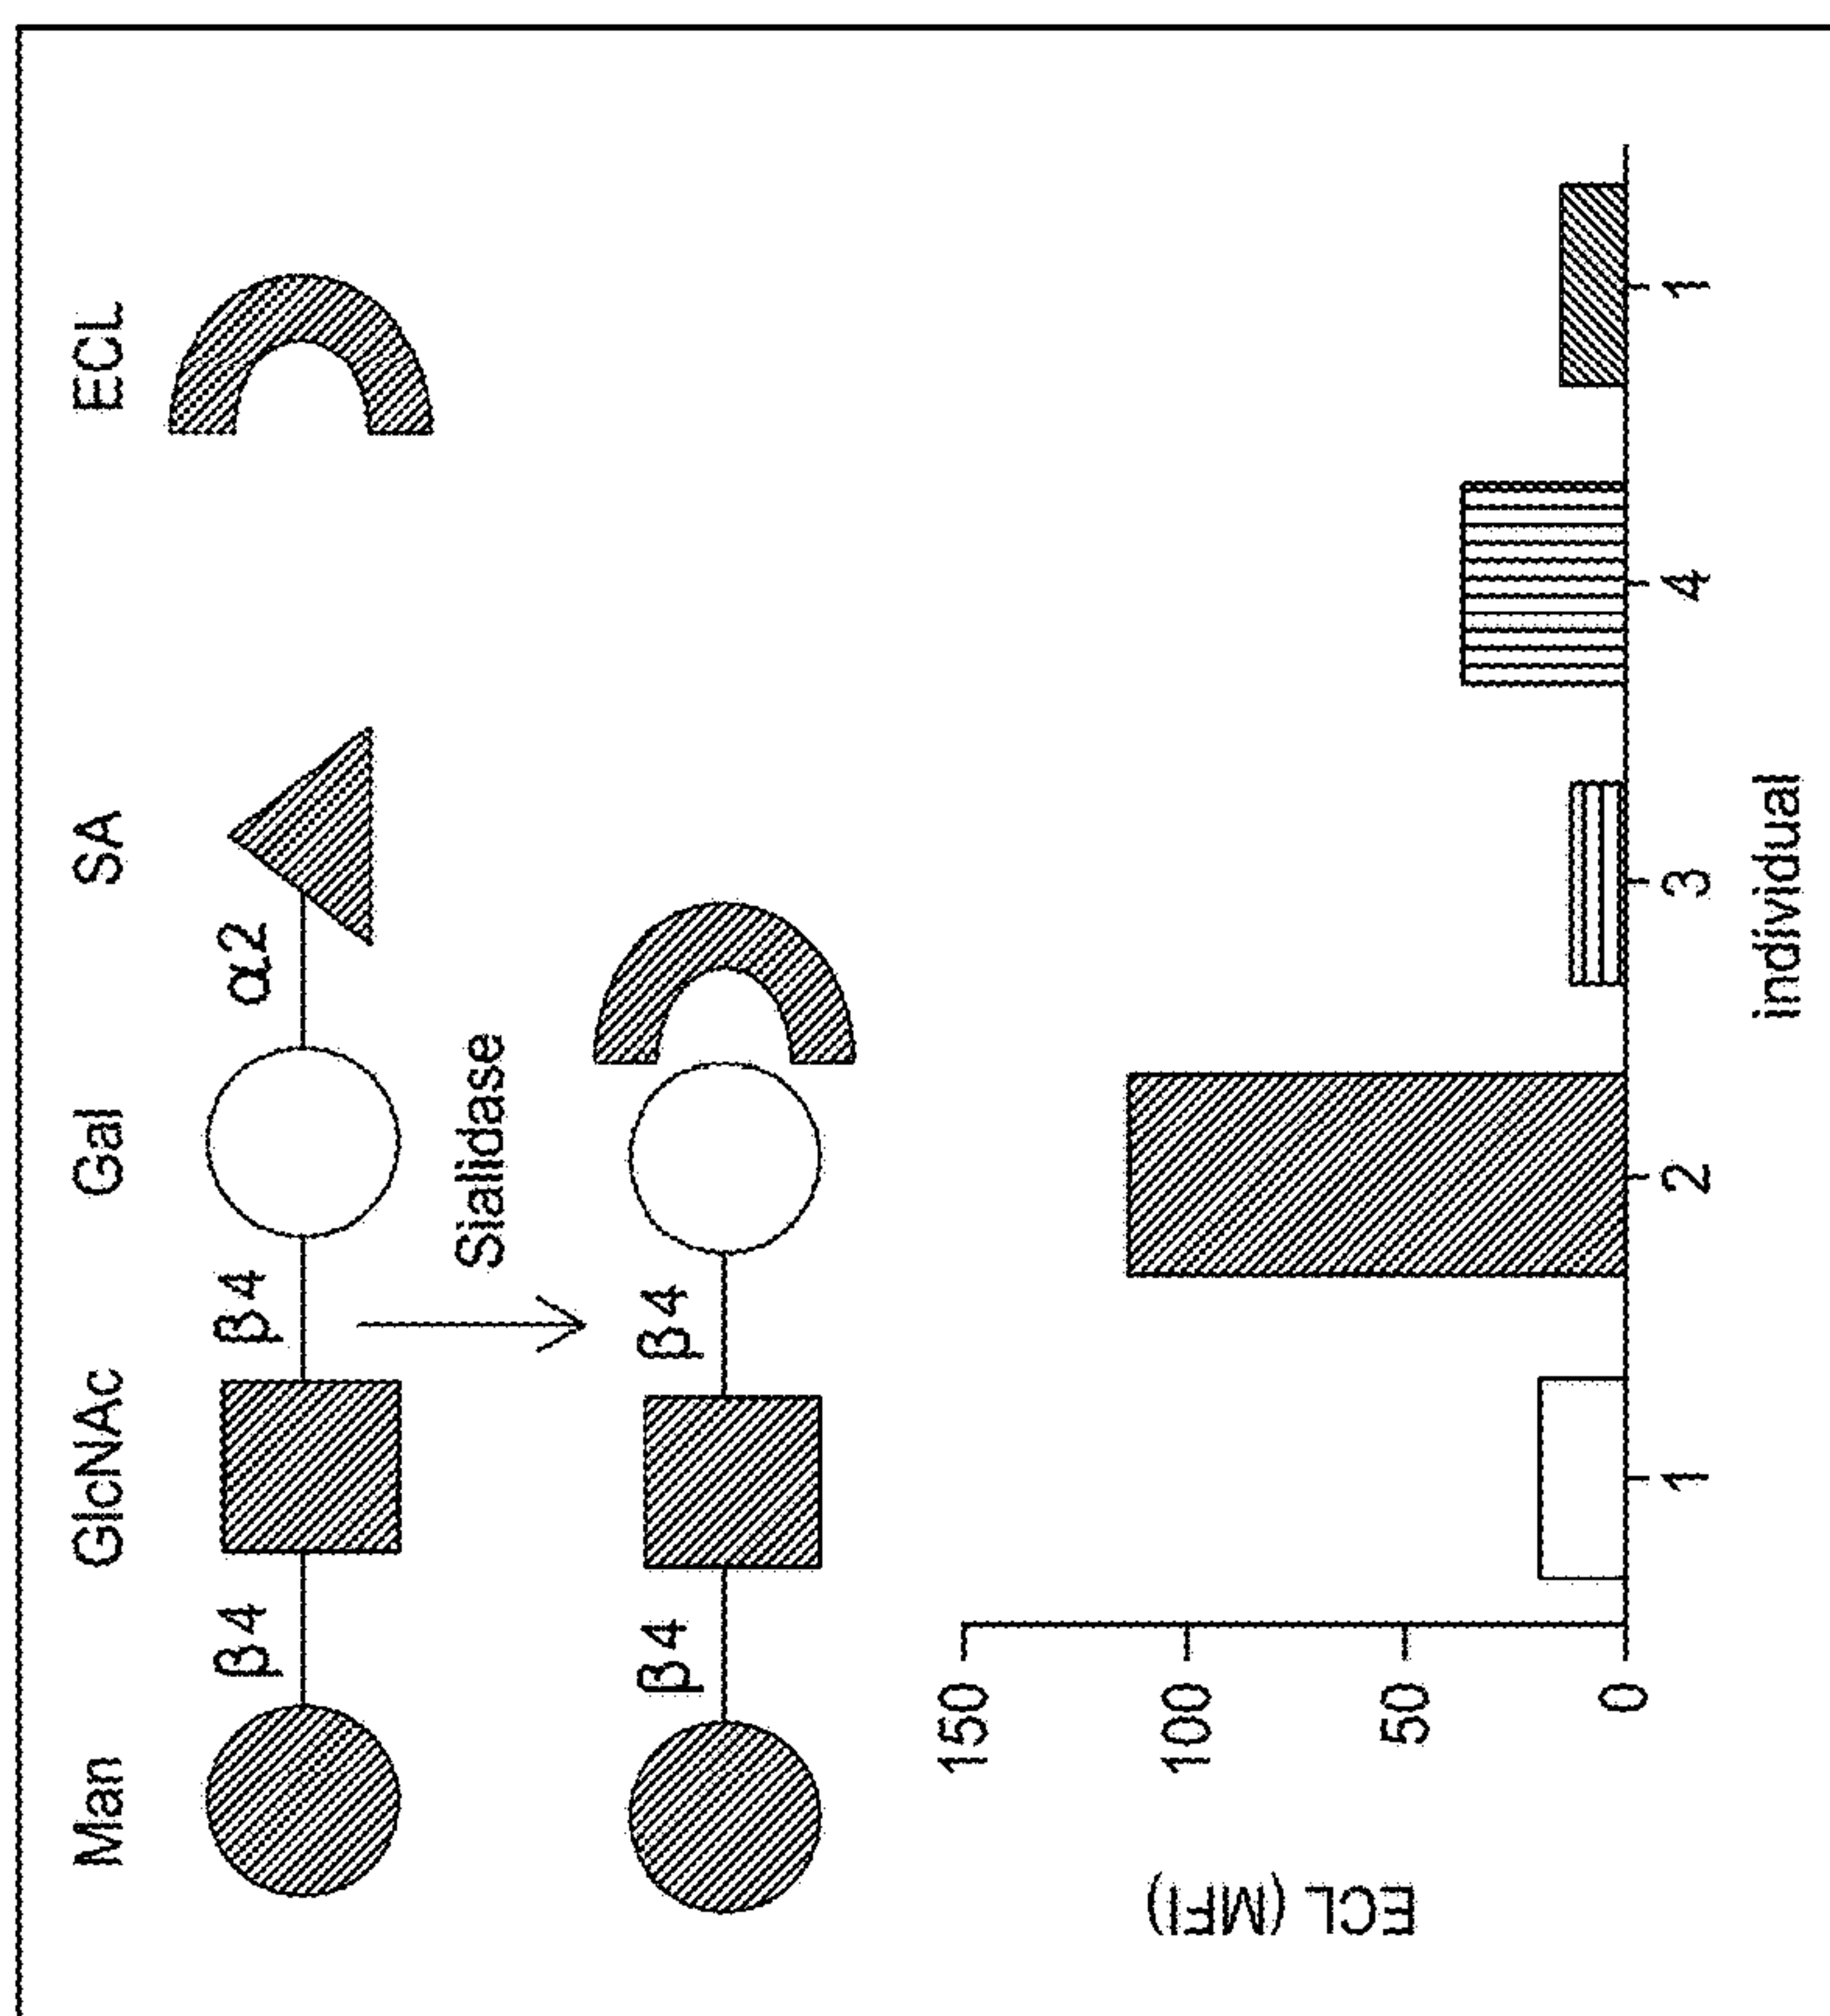 Man GlcNAc Gal SA ECL
β4 β4 α2
Sialidase
β4 β4
ECL (MFI)
150
100
50
0
1 2 3 4 1
individual